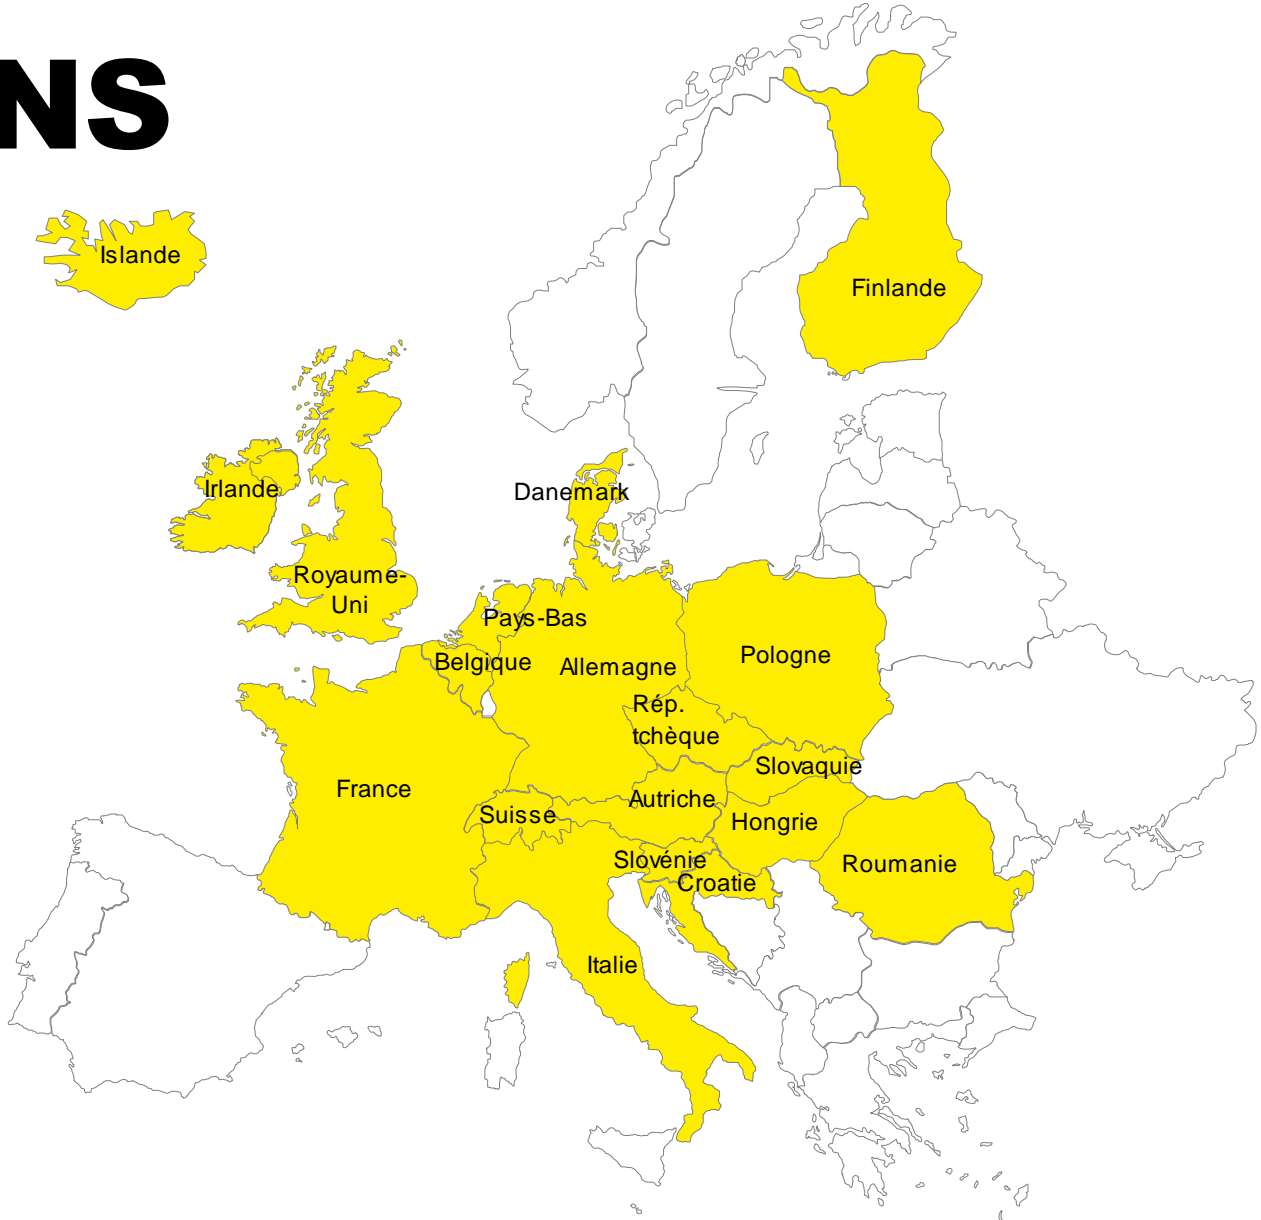 NS
Islande
Finlande
Irlande
Danemark
Royaume-
Uni
Pays-Bas
Belgique
Allemagne
Pologne
Rép.
tchèque
Slovaquie
France
Autriche
Suisse
Hongrie
Slovénie
Croatie
Roumanie
Italie